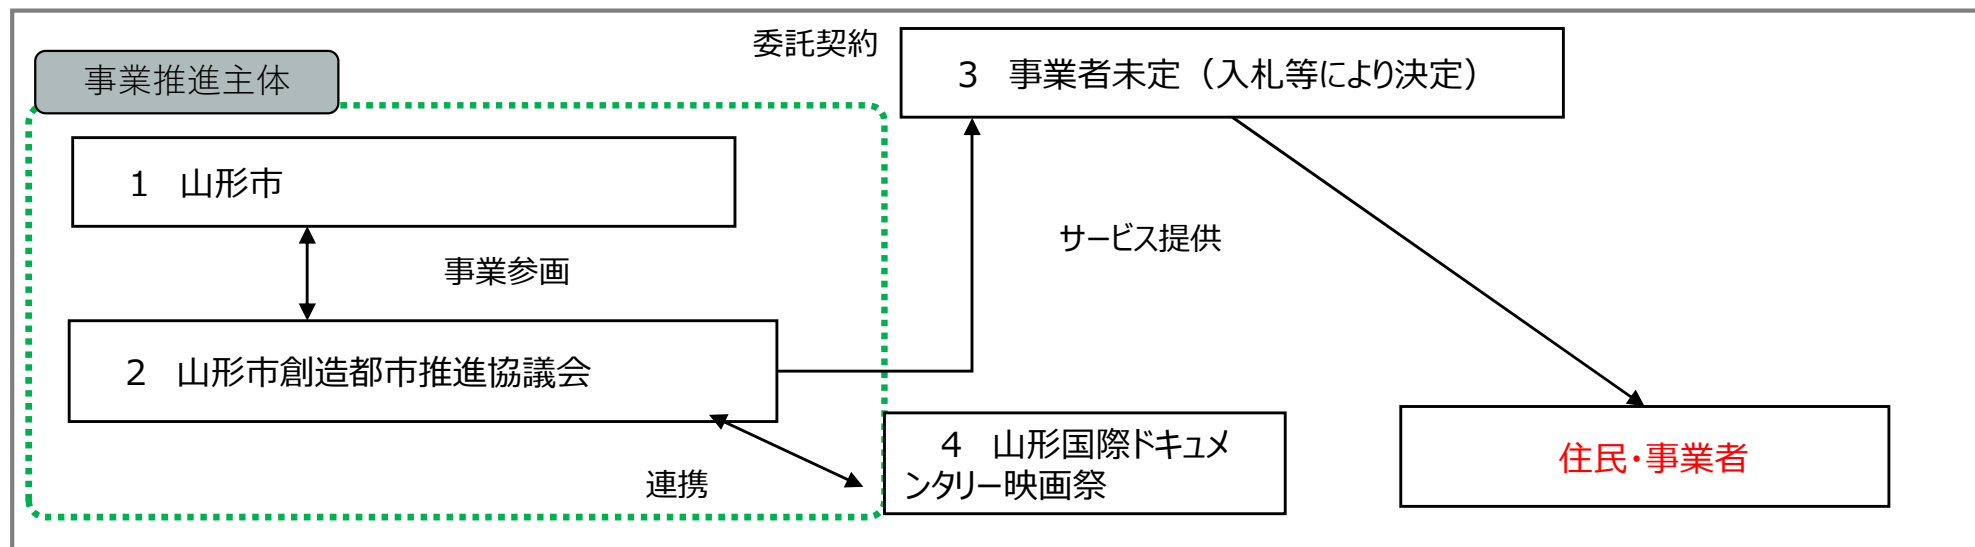 委託契約
3 事業者未定（入札等により決定）
事業推進主体
1 山形市
事業参画
サービス提供
2 山形市創造都市推進協議会
4 山形国際ドキュメ
ンタリー映画祭
連携
住民・事業者